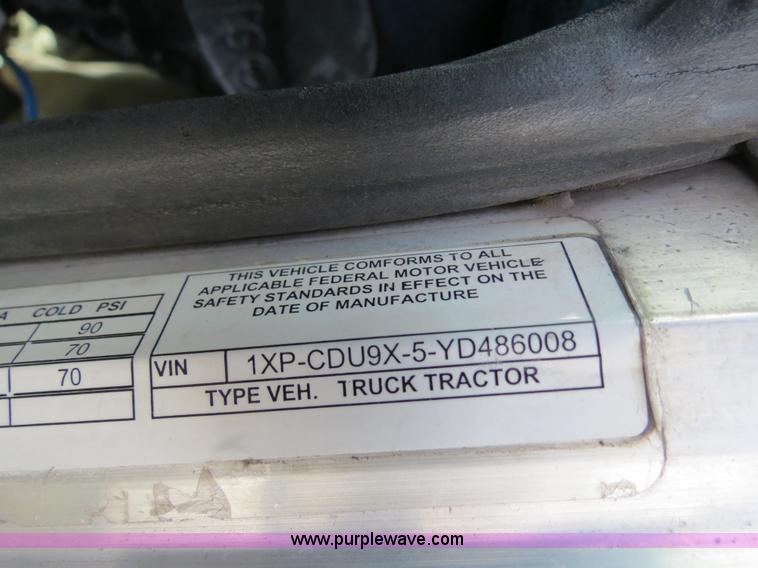 THIS VEHICLE COMFORMS TO ALL
APPLICABLE FEDERAL MOTOR VEHICLE
SAFETY STANDARDS IN EFFECT ON THE
DATE OF MANUFACTURE
VIN 1XP-CDU9X-5-YD486008
TYPE VEH. TRUCK TRACTOR
A COLD PSI
90
70
70
www.purplewave.com